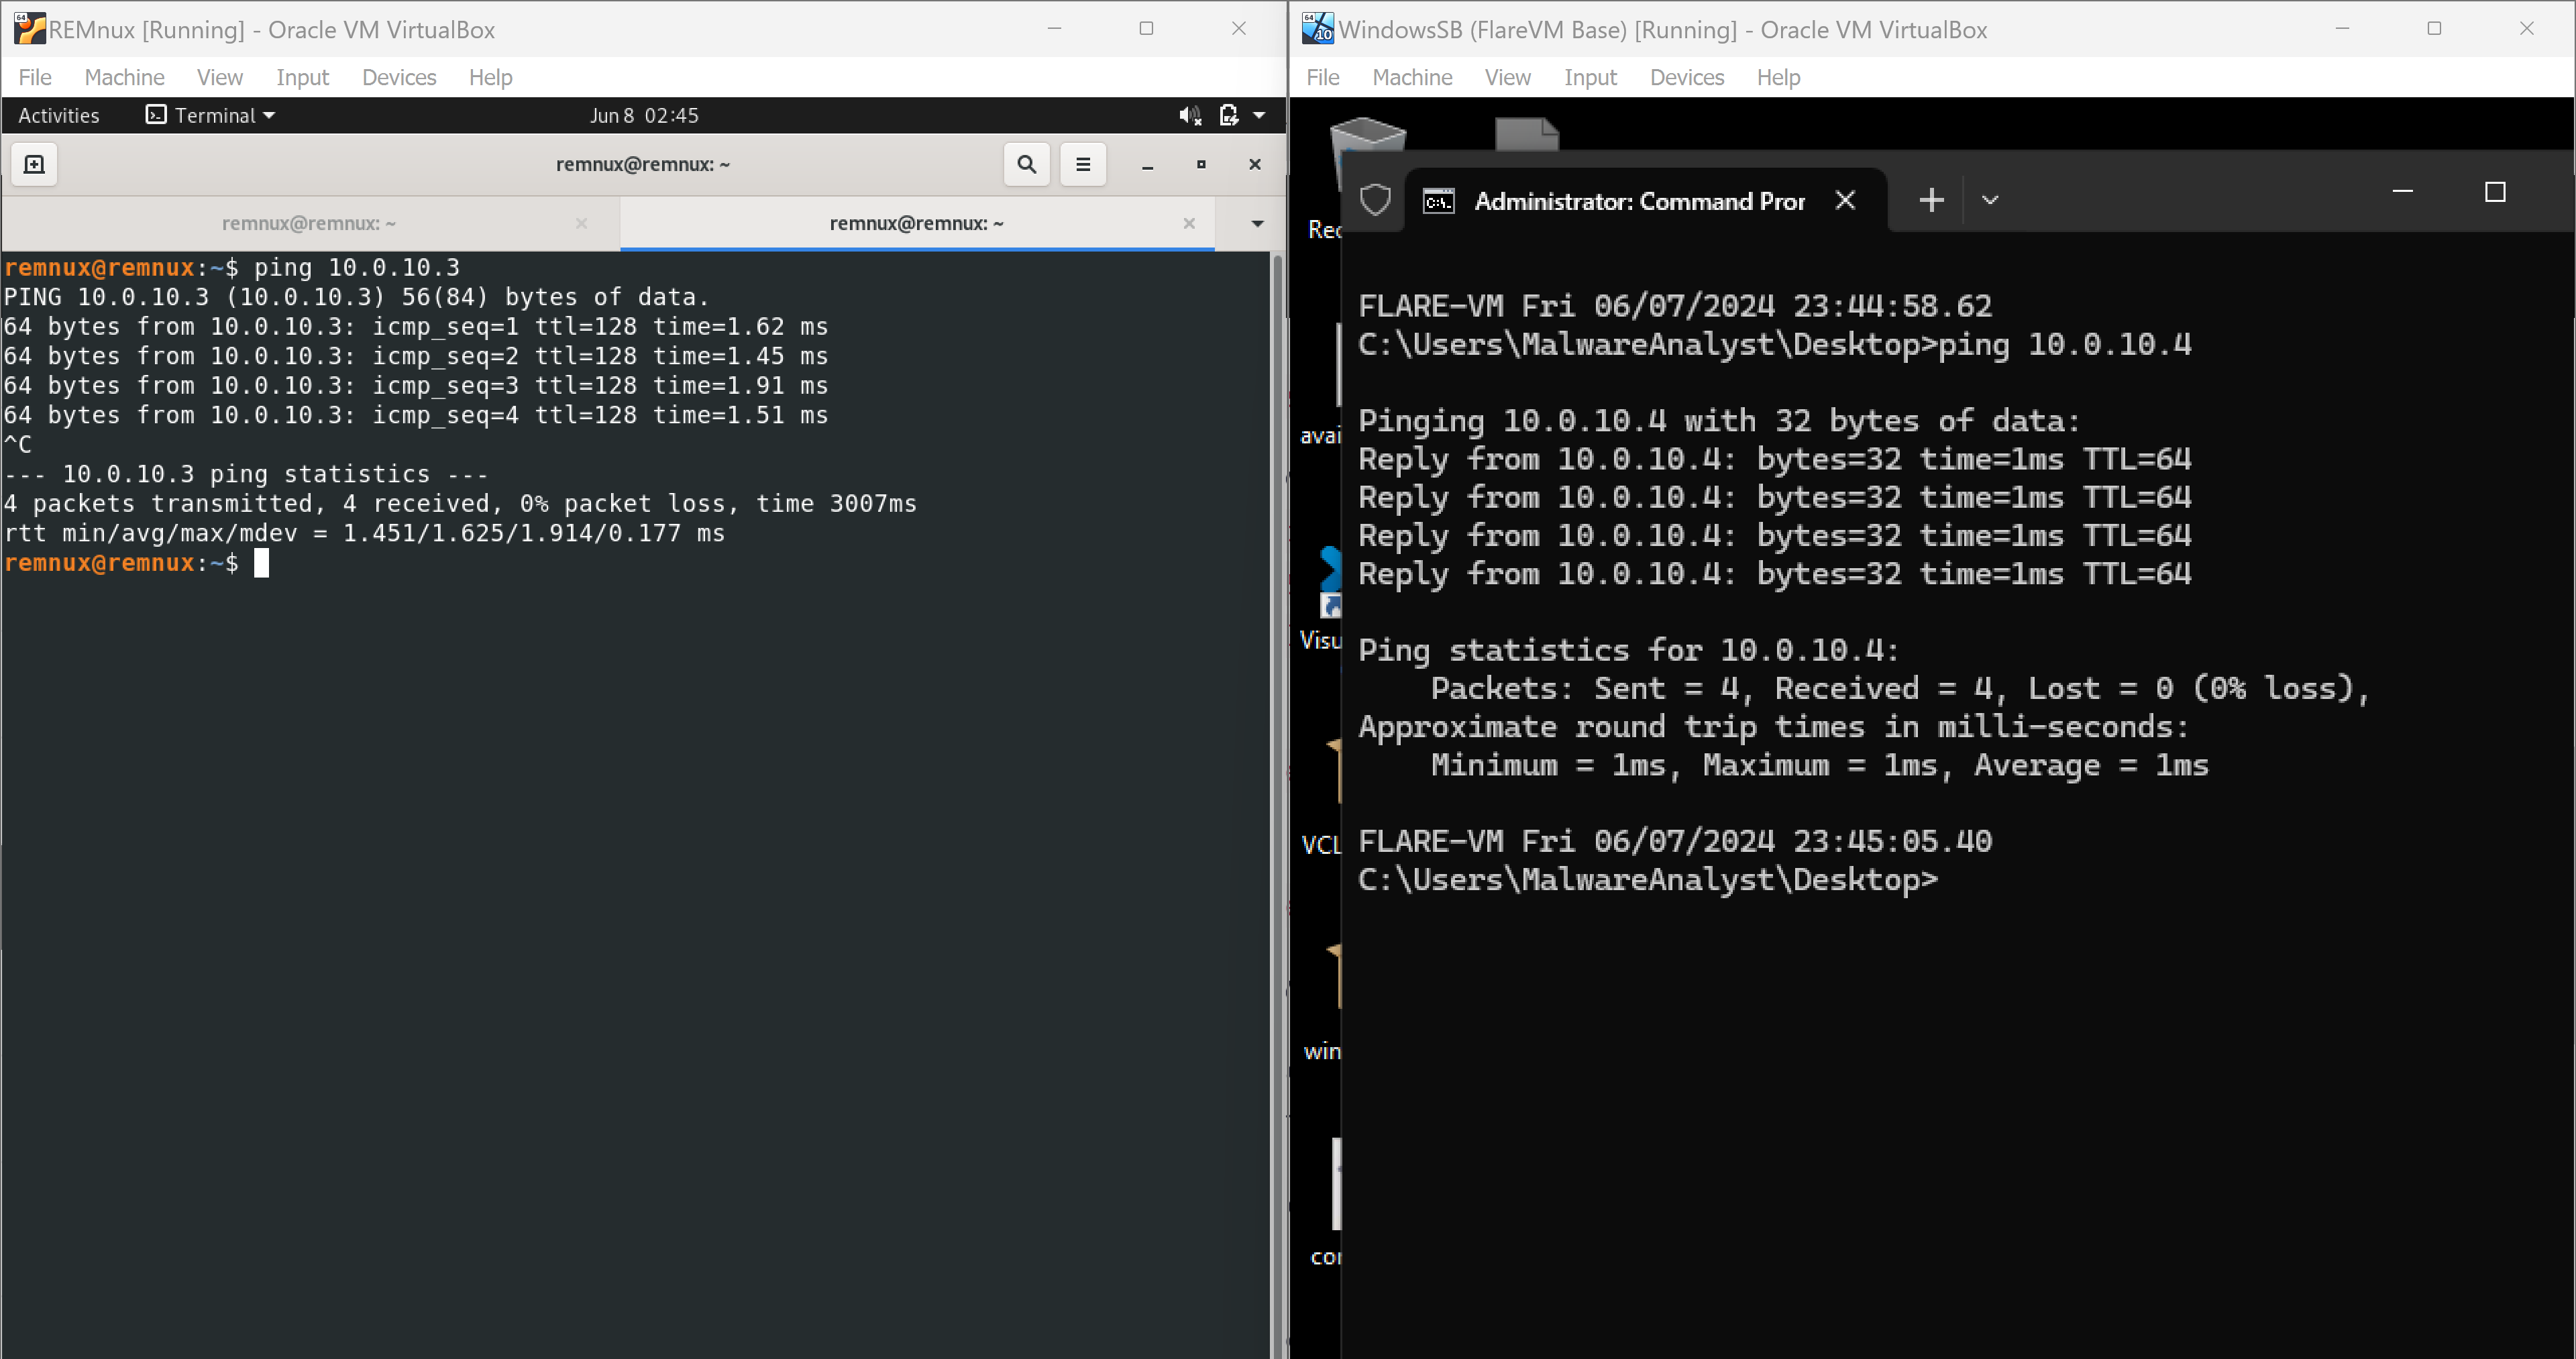 REMnux [Running] - Oracle VM VirtualBox
File Machine View Input Devices Help
Activities Terminal Jun 8 02:45
remnux@remnux: ~
remnux@remnux: ~ remnux@remnux: ~
remnux@remnux:~$ ping 10.0.10.3
PING 10.0.10.3 (10.0.10.3) 56(84) bytes of data.
64 bytes from 10.0.10.3: icmp_seq=1 ttl=128 time=1.62 ms
64 bytes from 10.0.10.3: icmp_seq=2 ttl=128 time=1.45 ms
64 bytes from 10.0.10.3: icmp_seq=3 ttl=128 time=1.91 ms
64 bytes from 10.0.10.3: icmp_seq=4 ttl=128 time=1.51 ms
^C
--- 10.0.10.3 ping statistics ---
4 packets transmitted, 4 received, 0% packet loss, time 3007ms
rtt min/avg/max/mdev = 1.451/1.625/1.914/0.177 ms
remnux@remnux:~$
WindowsSB (FlareVM Base) [Running] - Oracle VM VirtualBox
File Machine View Input Devices Help
Administrator: Command Pror
FLARE-VM Fri 06/07/2024 23:44:58.62
C:\Users\MalwareAnalyst\Desktop>ping 10.0.10.4
Pinging 10.0.10.4 with 32 bytes of data:
Reply from 10.0.10.4: bytes=32 time=1ms TTL=64
Reply from 10.0.10.4: bytes=32 time=1ms TTL=64
Reply from 10.0.10.4: bytes=32 time=1ms TTL=64
Reply from 10.0.10.4: bytes=32 time=1ms TTL=64
Ping statistics for 10.0.10.4:
Packets: Sent = 4, Received = 4, Lost = 0 (0% loss),
Approximate round trip times in milli-seconds:
Minimum = 1ms, Maximum = 1ms, Average = 1ms
FLARE-VM Fri 06/07/2024 23:45:05.40
C:\Users\MalwareAnalyst\Desktop>
Rec
avai
Visu
VCL
win